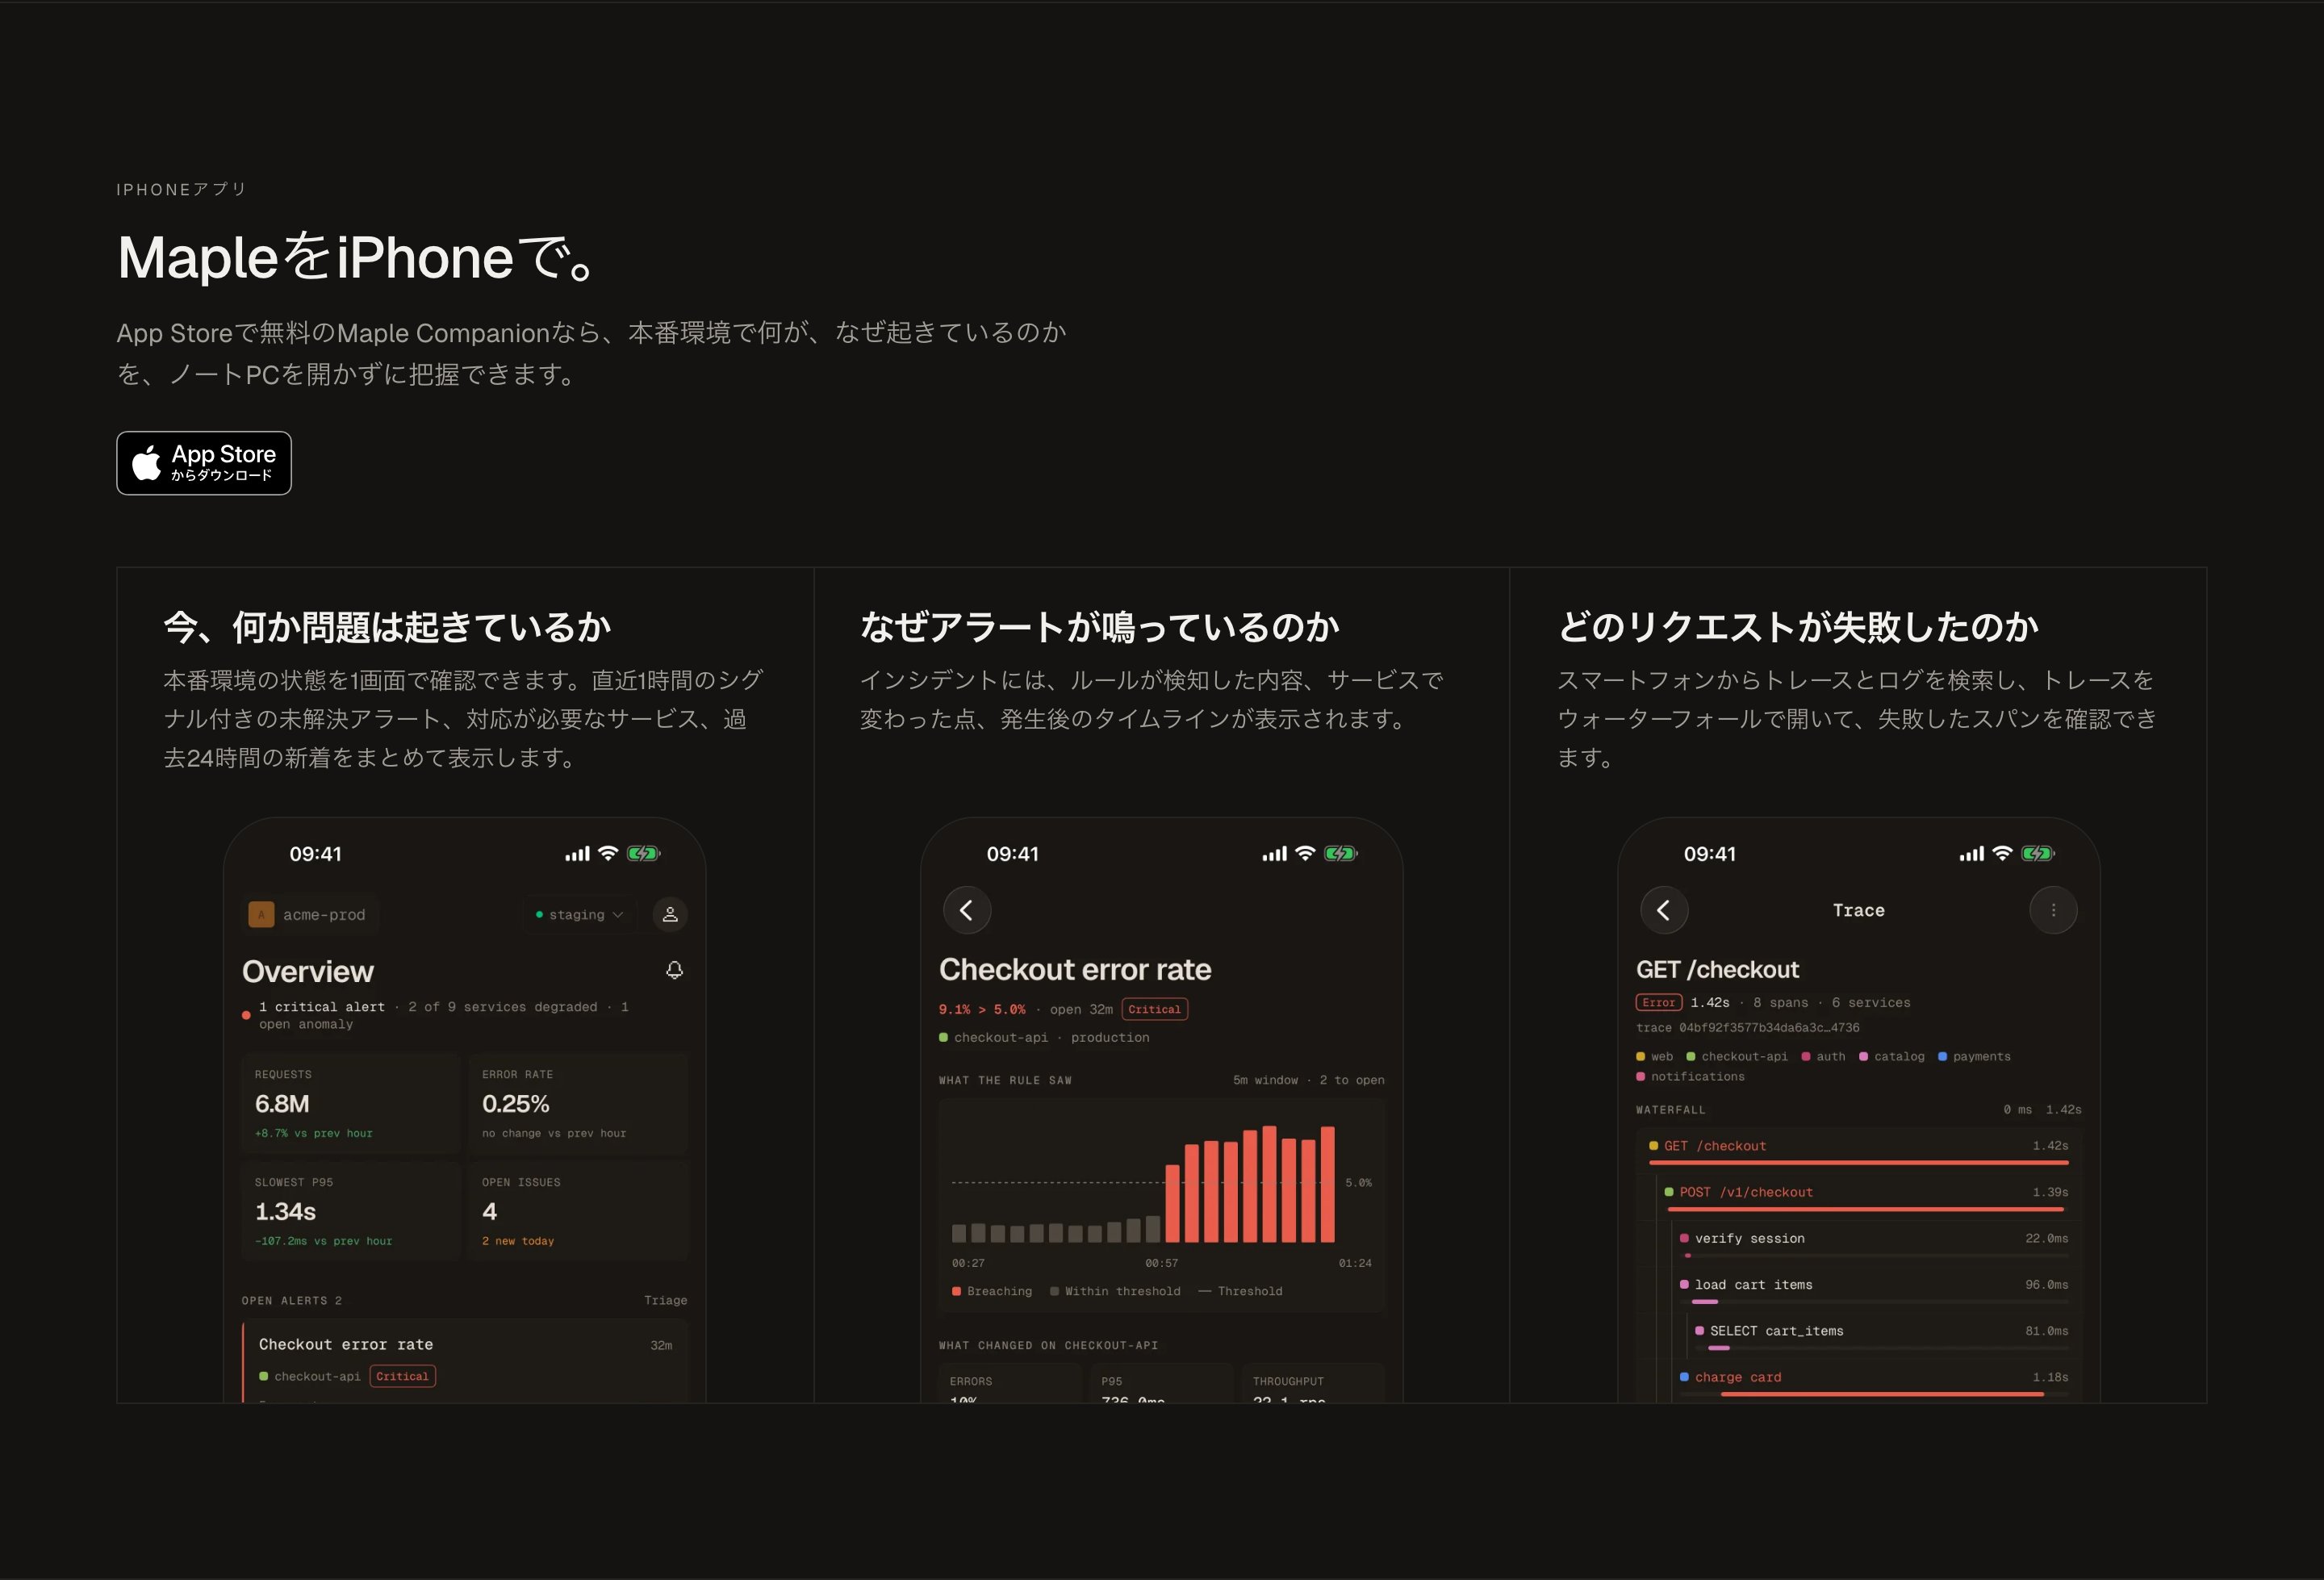 IPHONEアプリ
MapleをiPhoneで。
App Storeで無料のMaple Companionなら、本番環境で何が、なぜ起きているのか
を、ノートPCを開かずに把握できます。
App Store
からダウンロード
今、何か問題は起きているか
本番環境の状態を1画面で確認できます。直近1時間のシグ
ナル付きの未解決アラート、対応が必要なサービス、過
去24時間の新着をまとめて表示します。
09:41
A acme-prod
staging
Overview
1 critical alert · 2 of 9 services degraded · 1
open anomaly
REQUESTS
6.8M
+8.7% vs prev hour
ERROR RATE
0.25%
no change vs prev hour
SLOWEST P95
1.34s
-107.2ms vs prev hour
OPEN ISSUES
4
2 new today
OPEN ALERTS 2 Triage
Checkout error rate 32m
checkout-api Critical
なぜアラートが鳴っているのか
インシデントには、ルールが検知した内容、サービスで
変わった点、発生後のタイムラインが表示されます。
09:41
Checkout error rate
9.1% > 5.0% · open 32m Critical
checkout-api · production
WHAT THE RULE SAW 5m window · 2 to open
5.0%
00:27 00:57 01:24
Breaching Within threshold Threshold
WHAT CHANGED ON CHECKOUT-API
ERRORS
10%
P95
736.0ms
THROUGHPUT
22.1 rps
どのリクエストが失敗したのか
スマートフォンからトレースとログを検索し、トレースを
ウォーターフォールで開いて、失敗したスパンを確認でき
ます。
09:41
Trace
GET /checkout
Error 1.42s · 8 spans · 6 services
trace 04bf92f3577b34da6a3c…4736
web checkout-api auth catalog payments
notifications
WATERFALL 0 ms 1.42s
GET /checkout 1.42s
POST /v1/checkout 1.39s
verify session 22.0ms
load cart items 96.0ms
SELECT cart_items 81.0ms
charge card 1.18s